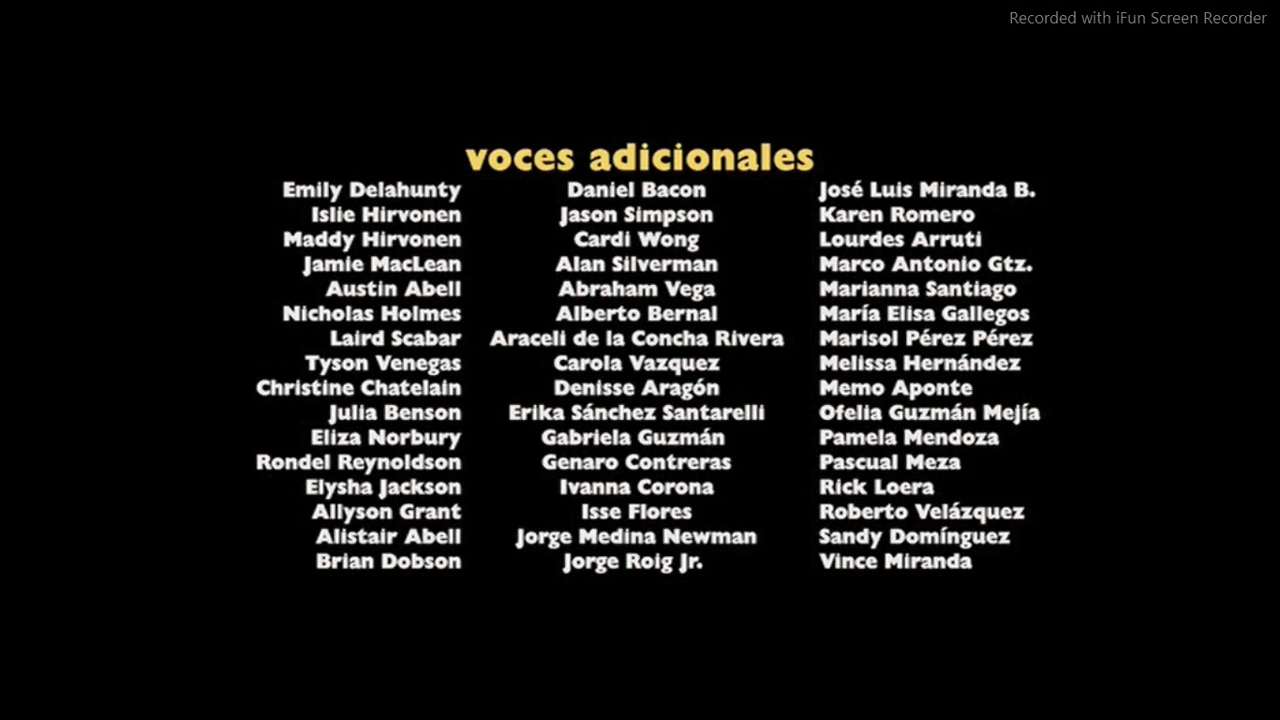 Recorded with iFun Screen Recorder
voces adicionales
Emily Delahunty
Islie Hirvonen
Maddy Hirvonen
Jamie MacLean
Austin Abell
Nicholas Holmes
Laird Scabar
Tyson Venegas
Christine Chatelain
Julia Benson
Eliza Norbury
Rondel Reynoldson
Elysha Jackson
Allyson Grant
Alistair Abell
Brian Dobson
Daniel Bacon
Jason Simpson
Cardi Wong
Alan Silverman
Abraham Vega
Alberto Bernal
Araceli de la Concha Rivera
Carola Vazquez
Denisse Aragón
Erika Sánchez Santarelli
Gabriela Guzmán
Genaro Contreras
Ivanna Corona
Isse Flores
Jorge Medina Newman
Jorge Roig Jr.
José Luis Miranda B.
Karen Romero
Lourdes Arruti
Marco Antonio Gtz.
Marianna Santiago
María Elisa Gallegos
Marisol Pérez Pérez
Melissa Hernández
Memo Aponte
Ofelia Guzmán Mejía
Pamela Mendoza
Pascual Meza
Rick Loera
Roberto Velázquez
Sandy Domínguez
Vince Miranda